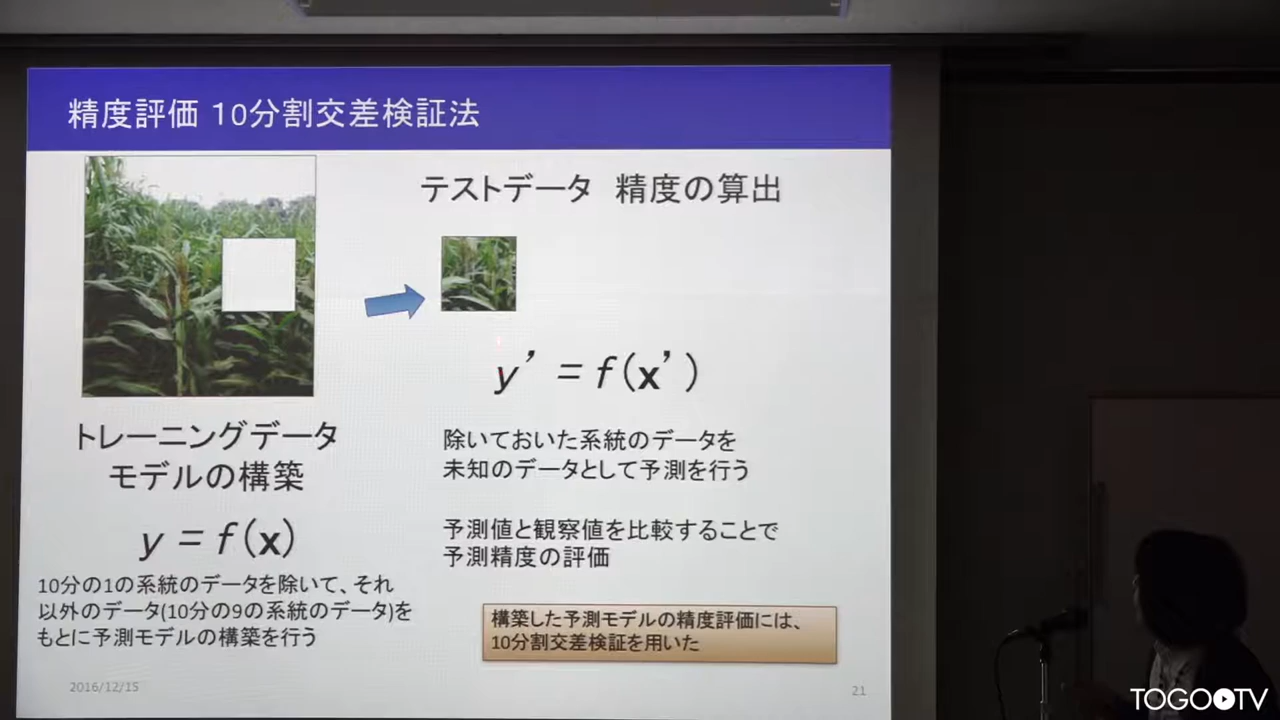 精度評価 10分割交差検証法
テストデータ 精度の算出
y’ = f(x’)
トレーニングデータ
モデルの構築
y = f(x)
10分の1の系統のデータを除いて、それ
以外のデータ(10分の9の系統のデータ)を
もとに予測モデルの構築を行う
除いておいた系統のデータを
未知のデータとして予測を行う
予測値と観察値を比較することで
予測精度の評価
構築した予測モデルの精度評価には、
10分割交差検証を用いた
2016/12/15
21
TOGOTV